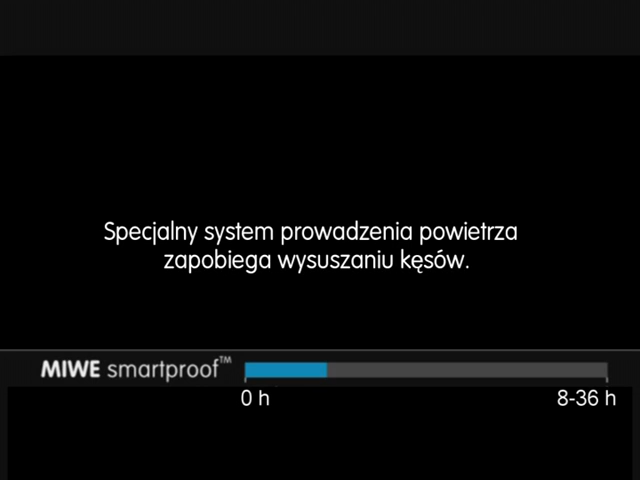 Specjalny system prowadzenia powietrza
zapobiega wysuszaniu kęsów.
MIWE smartproof™
0 h
8-36 h